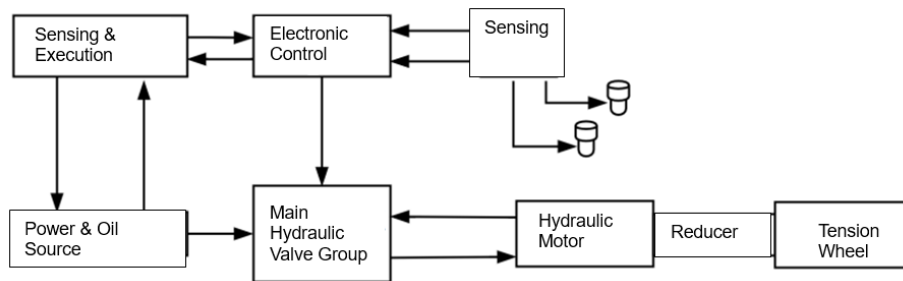 Sensing &
Execution
Electronic
Control
Sensing
Power & Oil
Source
Main
Hydraulic
Valve Group
Hydraulic
Motor
Reducer
Tension
Wheel